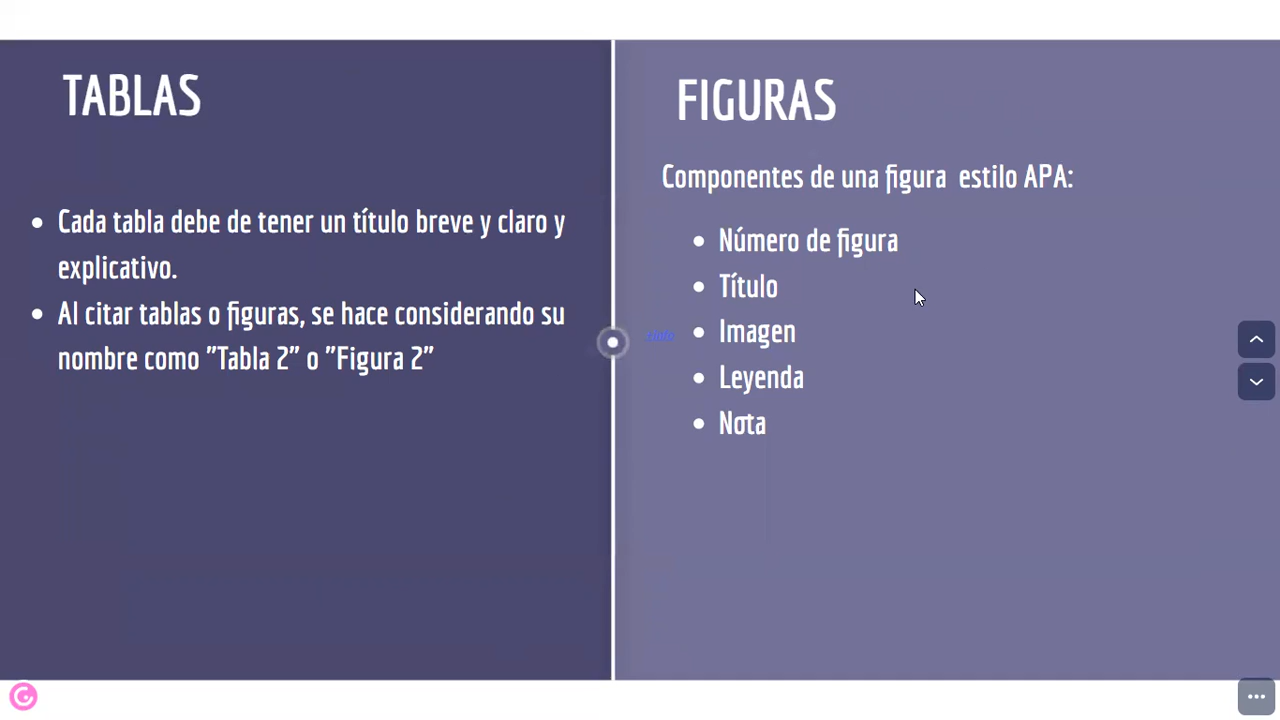 TABLAS
Cada tabla debe de tener un título breve y claro y
explicativo.
Al citar tablas o figuras, se hace considerando su
nombre como "Tabla 2" o "Figura 2"
FIGURAS
Componentes de una figura estilo APA:
Número de figura
Título
Imagen
Leyenda
Nota